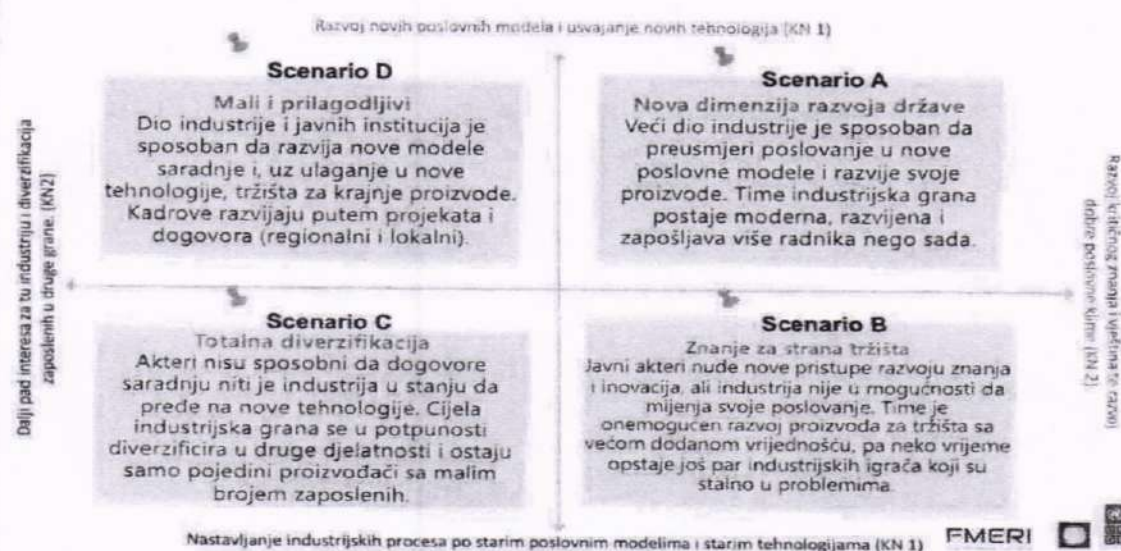 Razvoj novih poslovnih modela i usvajanje novih tehnologija (KN 1)
Scenario D
Mali i prilagodljivi
Dio industrije i javnih institucija je
sposoban da razvija nove modele
saradnje i, uz ulaganje u nove
tehnologije, tržišta za krajnje proizvode.
Kadrove razvijaju putem projekata i
dogovora (regionalni i lokalni).
Scenario A
Nova dimenzija razvoja države
Veći dio industrije je sposoban da
preusmjeri poslovanje u nove
poslovne modele i razvije svoje
proizvode. Time industrijska grana
postaje moderna, razvijena i
zapošljava više radnika nego sada.
Dalji pad interesa za tu industriju i diverzifikacija
zaposlenih u druge grane. (KN2)
Razvoj kritičnog znanja i vještina te razvoj
dobre poslovne klime (KN 2)
Scenario C
Totalna diverzifikacija
Akteri nisu sposobni da dogovore
saradnju niti je industrija u stanju da
pređe na nove tehnologije. Cijela
industrijska grana se u potpunosti
diverzificira u druge djelatnosti i ostaju
samo pojedini proizvođači sa malim
brojem zaposlenih.
Scenario B
Znanje za strana tržišta
Javni akteri nude nove pristupe razvoju znanja
i inovacija, ali industrija nije u mogućnosti da
mijenja svoje poslovanje. Time je
onemogućen razvoj proizvoda za tržišta sa
većom dodanom vrijednošću, pa neko vrijeme
opstaje još par industrijskih igrača koji su
stalno u problemima.
Nastavljanje industrijskih procesa po starim poslovnim modelima i starim tehnologijama (KN 1)
FMERI